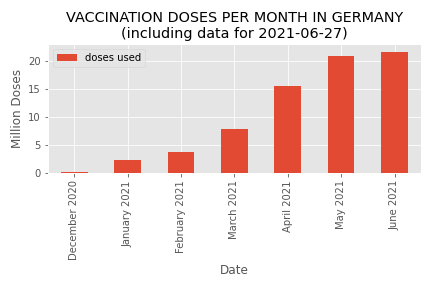 VACCINATION DOSES PER MONTH IN GERMANY
(including data for 2021-06-27)
doses used
Million Doses
20
15
10
5
0
December 2020
January 2021
February 2021
March 2021
April 2021
May 2021
June 2021
Date